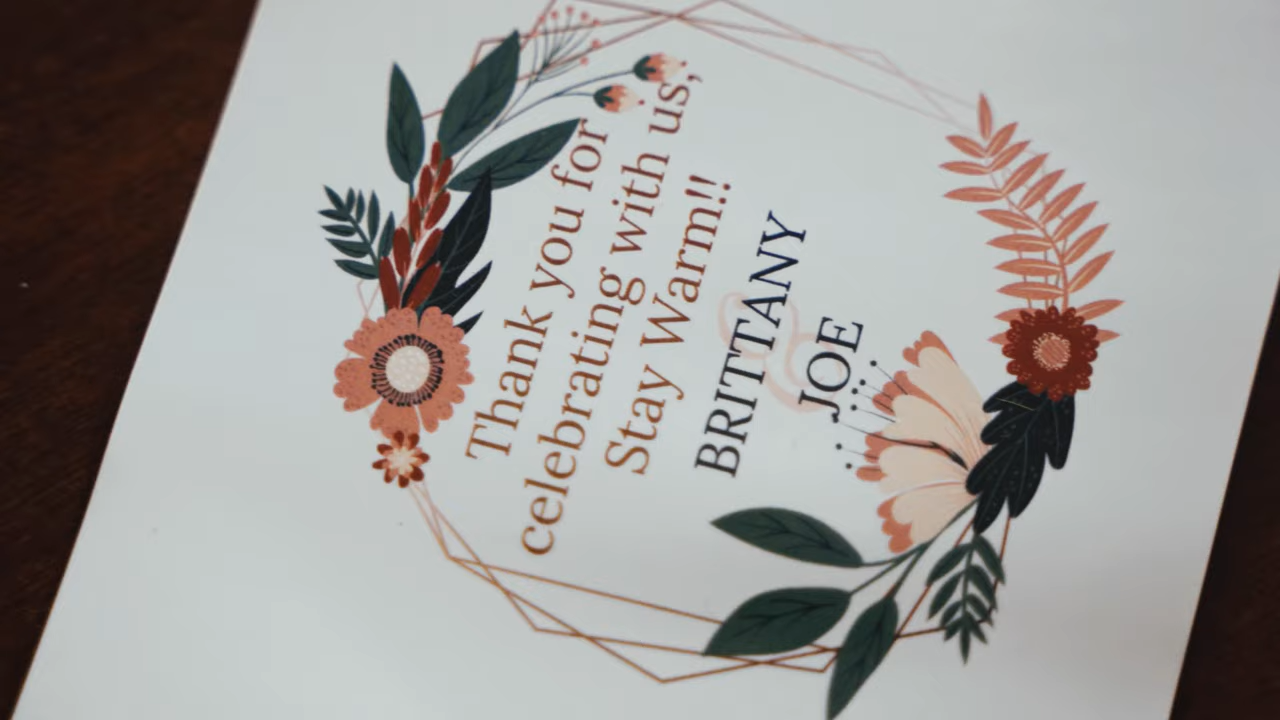 Thank you for
celebrating with us,
Stay Warm!!
BRITTANY
&
JOE